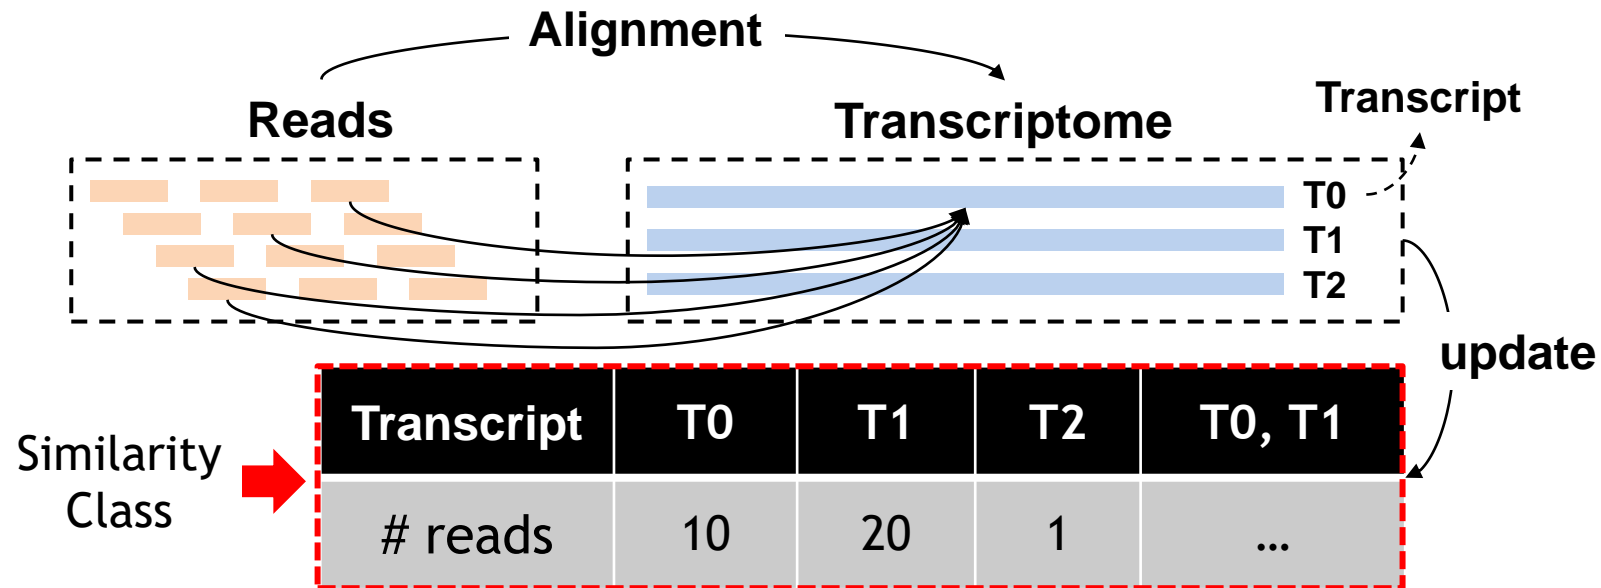 Alignment
Transcript
Reads
Transcriptome
T0
T1
T2
update
Similarity
Class
Transcript T0 T1 T2 T0, T1
# reads 10 20 1 ...